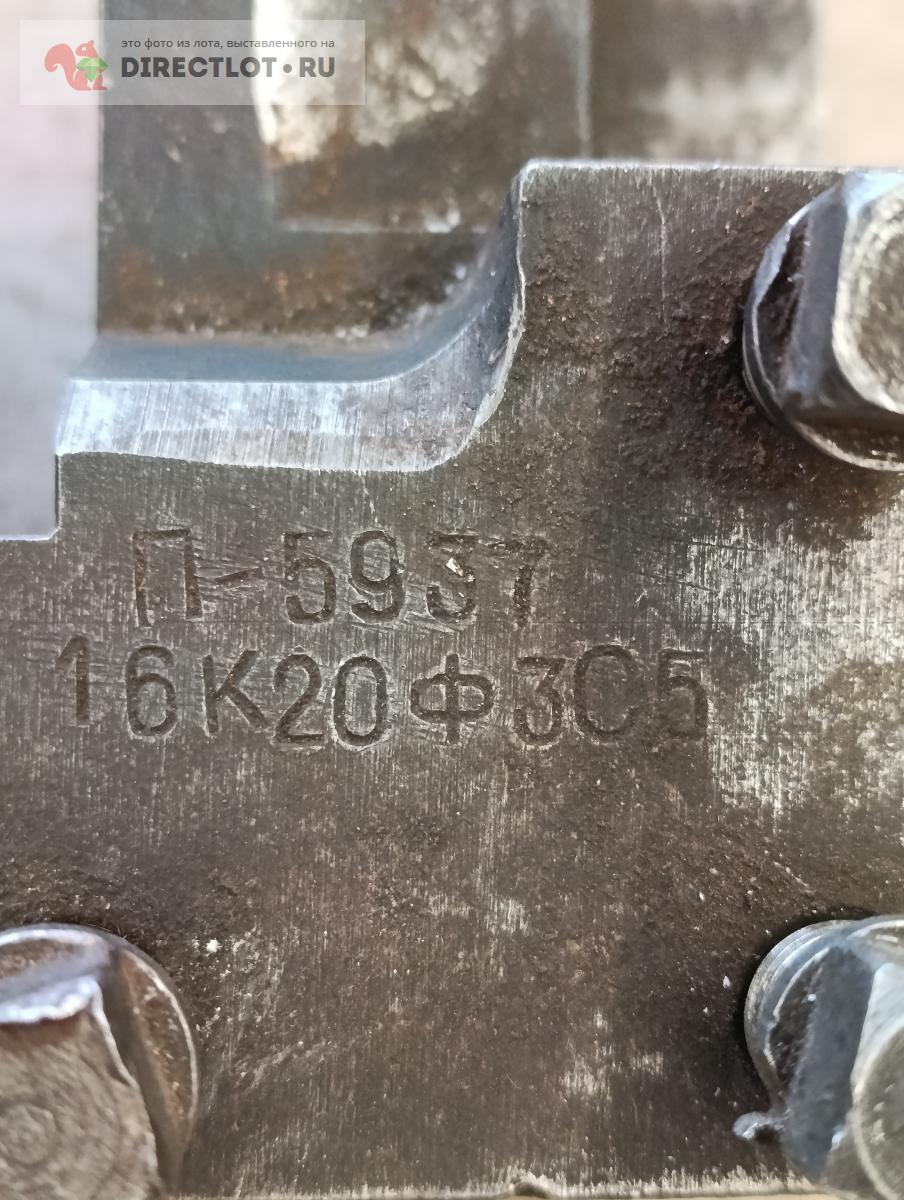 это фото из лота, выставленного на
DIRECTLOT•RU
П-5937
16К20Ф3С5